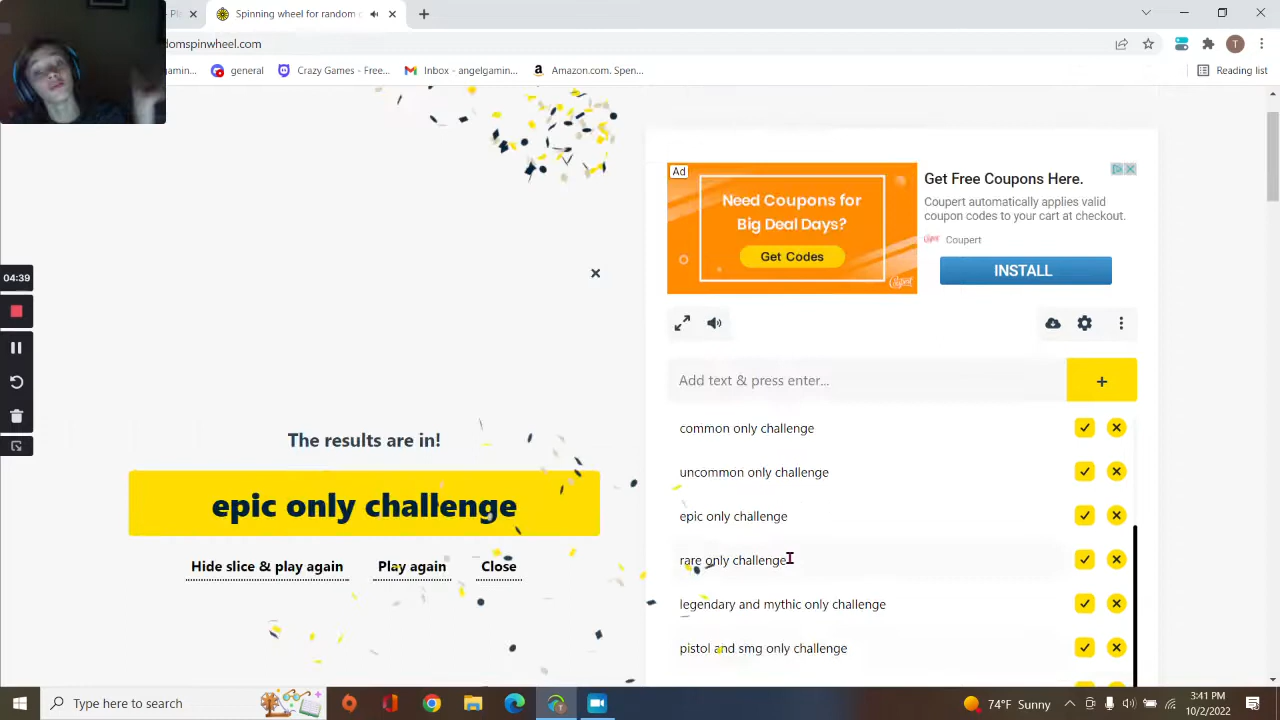 Pl
Spinning wheel for random c
T
domspinwheel.com
amin...
general
Crazy Games - Free...
Inbox - angelgamin...
Amazon.com. Spen...
Reading list
Ad
Need Coupons for
Big Deal Days?
Get Codes
Coupert
Get Free Coupons Here.
Coupert automatically applies valid
coupon codes to your cart at checkout.
Coupert
INSTALL
04:39
Add text & press enter...
+
common only challenge
uncommon only challenge
epic only challenge
rare only challenge
legendary and mythic only challenge
pistol and smg only challenge
The results are in!
epic only challenge
Hide slice & play again
Play again
Close
Type here to search
T
74°F Sunny
3:41 PM
10/2/2022